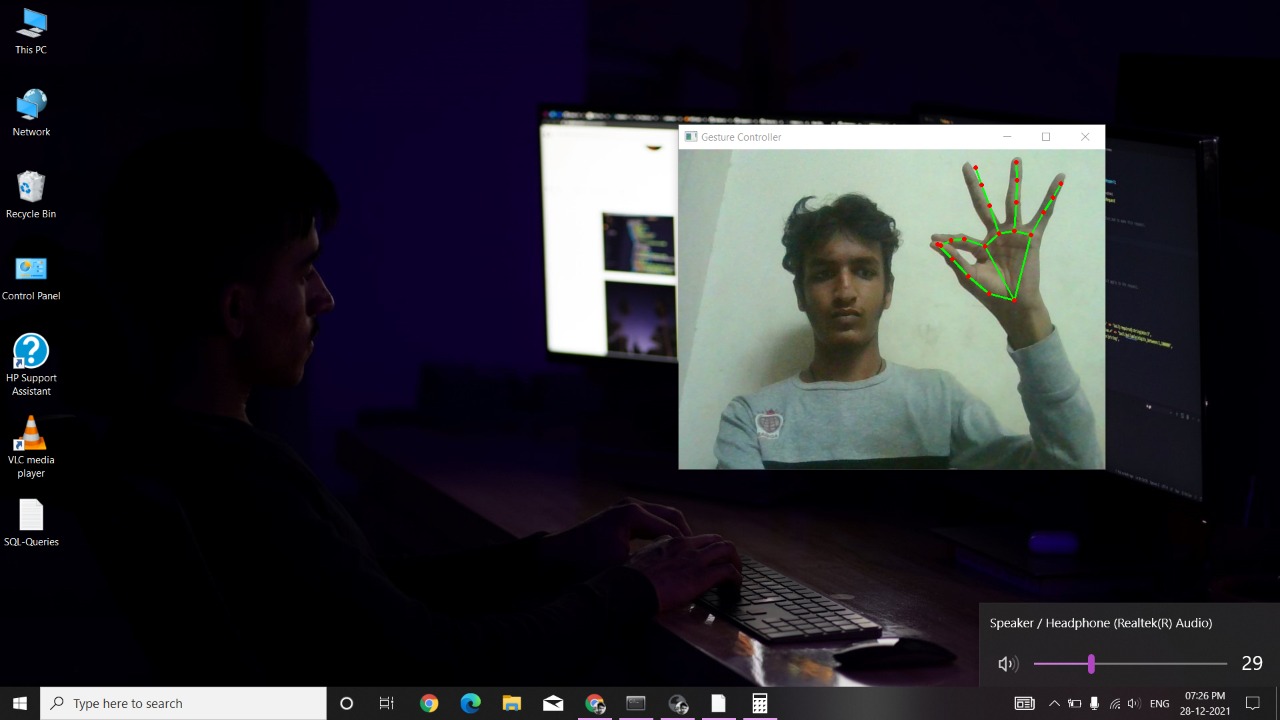 This PC
Network
Recycle Bin
Control Panel
HP Support
Assistant
VLC media
player
SQL-Queries
Gesture Controller
Speaker / Headphone (Realtek(R) Audio)
29
Type here to search
ENG
07:26 PM
28-12-2021